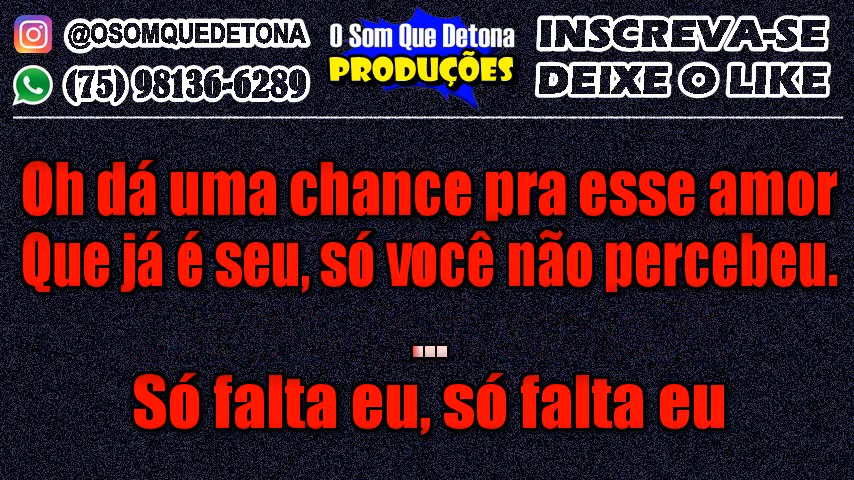 @OSOMQUEDETONA
O Som Que Detona
PRODUÇÕES
INSCREVA-SE
(75) 98136-6289
DEIXE O LIKE
Oh dá uma chance pra esse amor
Que já é seu, só você não percebeu.
...
Só falta eu, só falta eu